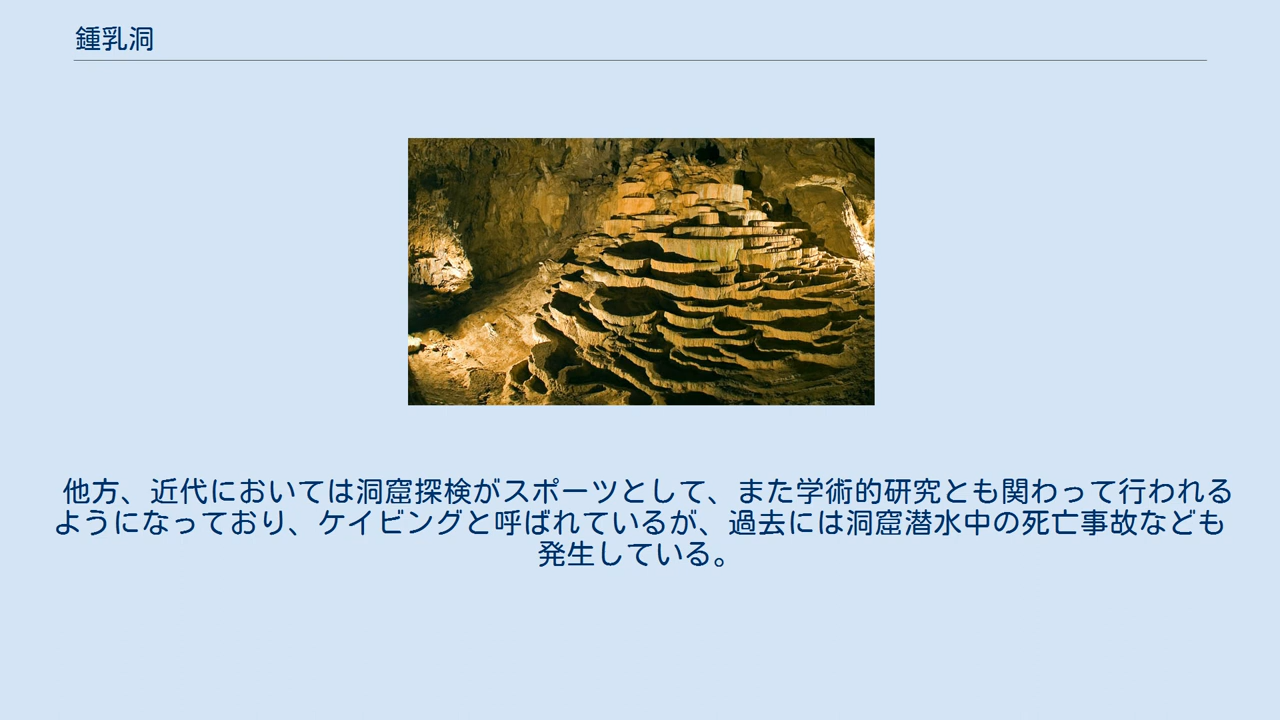 鍾乳洞
他方、近代においては洞窟探検がスポーツとして、また学術的研究とも関わって行われる
ようになっており、ケイビングと呼ばれているが、過去には洞窟潜水中の死亡事故なども
発生している。